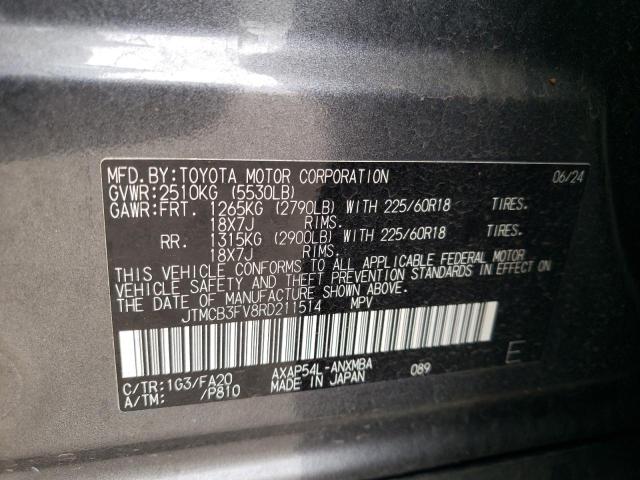 MFD.BY:TOYOTA MOTOR CORPORATION 06/24
GVWR:2510KG (5530LB)
GAWR:FRT. 1265KG (2790LB) WITH 225/60R18 TIRES.
18X7J RIMS.
RR. 1315KG (2900LB) WITH 225/60R18 TIRES.
18X7J RIMS.
THIS VEHICLE CONFORMS TO ALL APPLICABLE FEDERAL MOTOR
VEHICLE SAFETY AND THEFT PREVENTION STANDARDS IN EFFECT ON
THE DATE OF MANUFACTURE SHOWN ABOVE.
JTMCB3FV8RD211514 MPV
C/TR:1G3/FA20 AXAP54L-ANXMBA 089 E
A/TM: /P810 MADE IN JAPAN